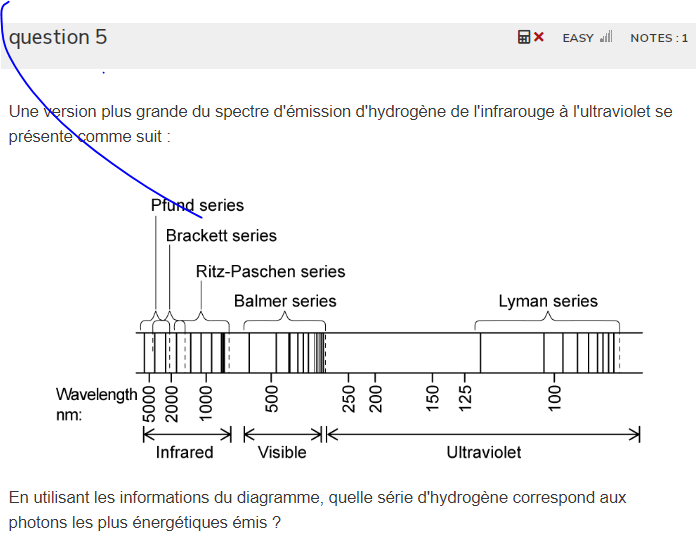 question 5
EASY
NOTES : 1
Une version plus grande du spectre d'émission d'hydrogène de l'infrarouge à l'ultraviolet se
présente comme suit :
Pfund series
Brackett series
Ritz-Paschen series
Balmer series
Lyman series
Wavelength
nm:
5000
2000
1000
500
250
200
150
125
100
Infrared
Visible
Ultraviolet
En utilisant les informations du diagramme, quelle série d'hydrogène correspond aux
photons les plus énergétiques émis ?